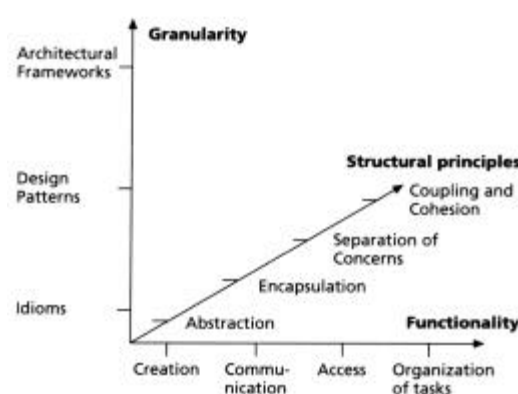 Granularity
Architectural
Frameworks
Structural principles
Design
Patterns
Coupling and
Cohesion
Separation of
Concerns
Encapsulation
Idioms
Abstraction
Functionality
Creation
Commu-
nication
Access
Organization
of tasks